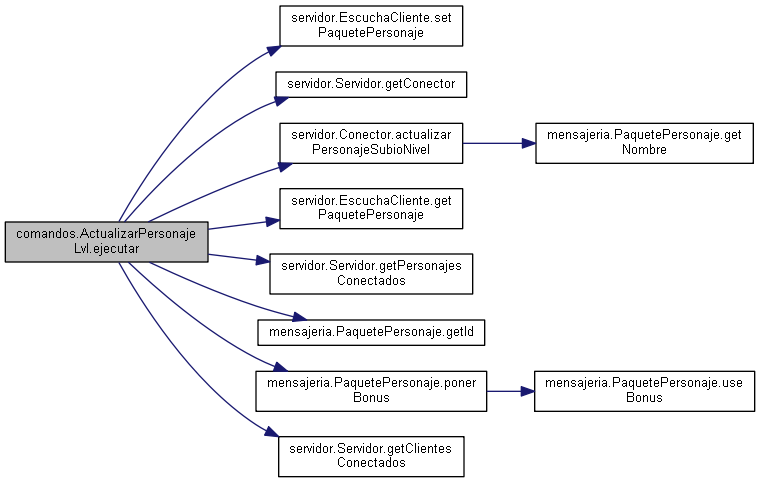 servidor.EscuchaCliente.set
PaquetePersonaje
servidor.Servidor.getConector
servidor.Conector.actualizar
PersonajeSubioNivel
mensajeria.PaquetePersonaje.get
Nombre
servidor.EscuchaCliente.get
PaquetePersonaje
comandos.ActualizarPersonaje
Lvl.ejecutar
servidor.Servidor.getPersonajes
Conectados
mensajeria.PaquetePersonaje.getId
mensajeria.PaquetePersonaje.poner
Bonus
mensajeria.PaquetePersonaje.use
Bonus
servidor.Servidor.getClientes
Conectados